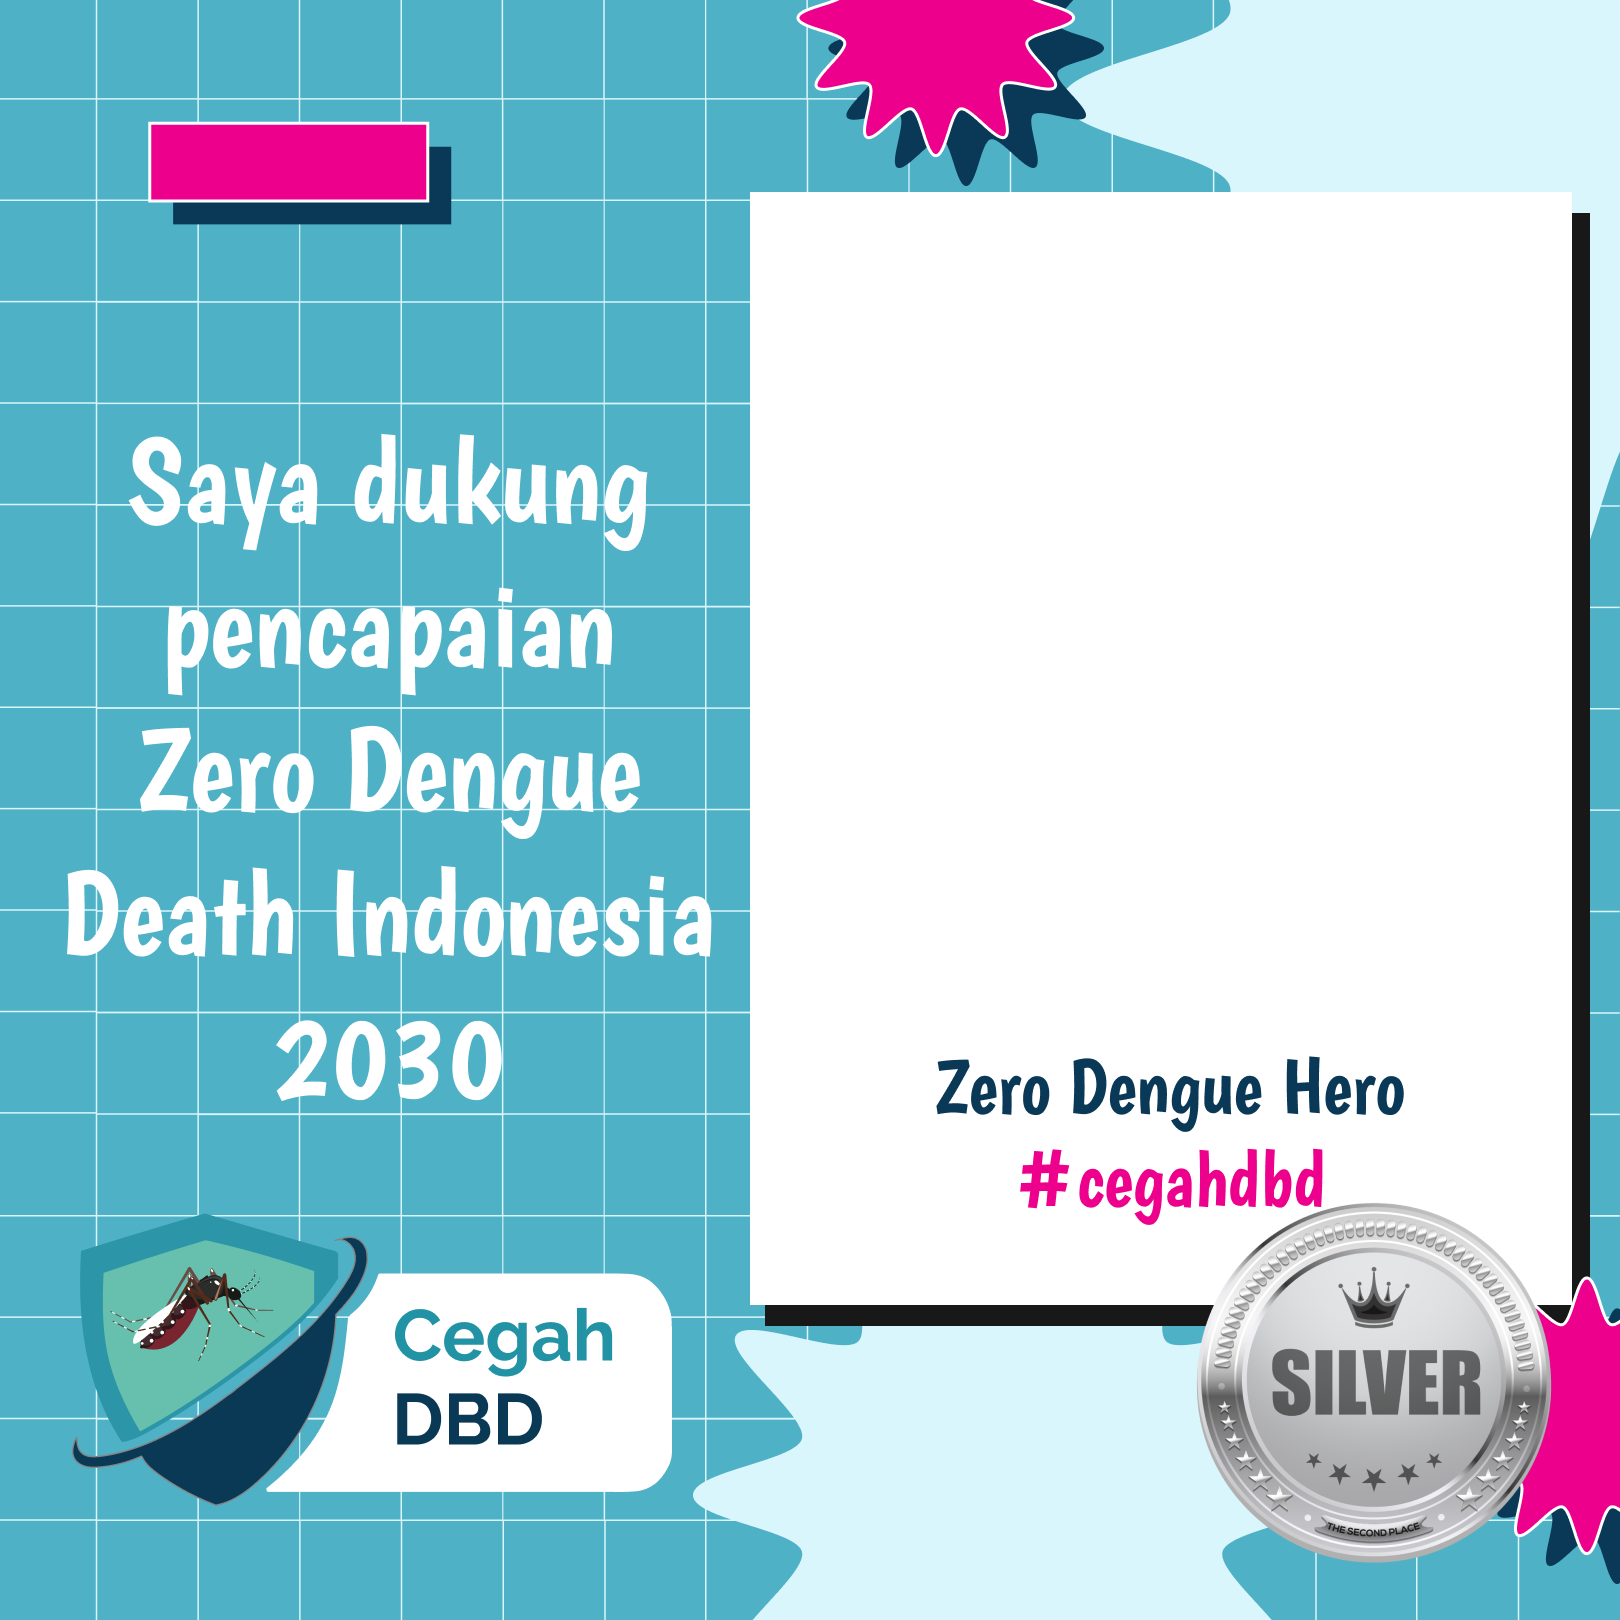 Saya dukung
pencapaian
Zero Dengue
Death Indonesia
2030
Zero Dengue Hero
#cegahdbd
Cegah
DBD
SILVER
THE SECOND PLACE